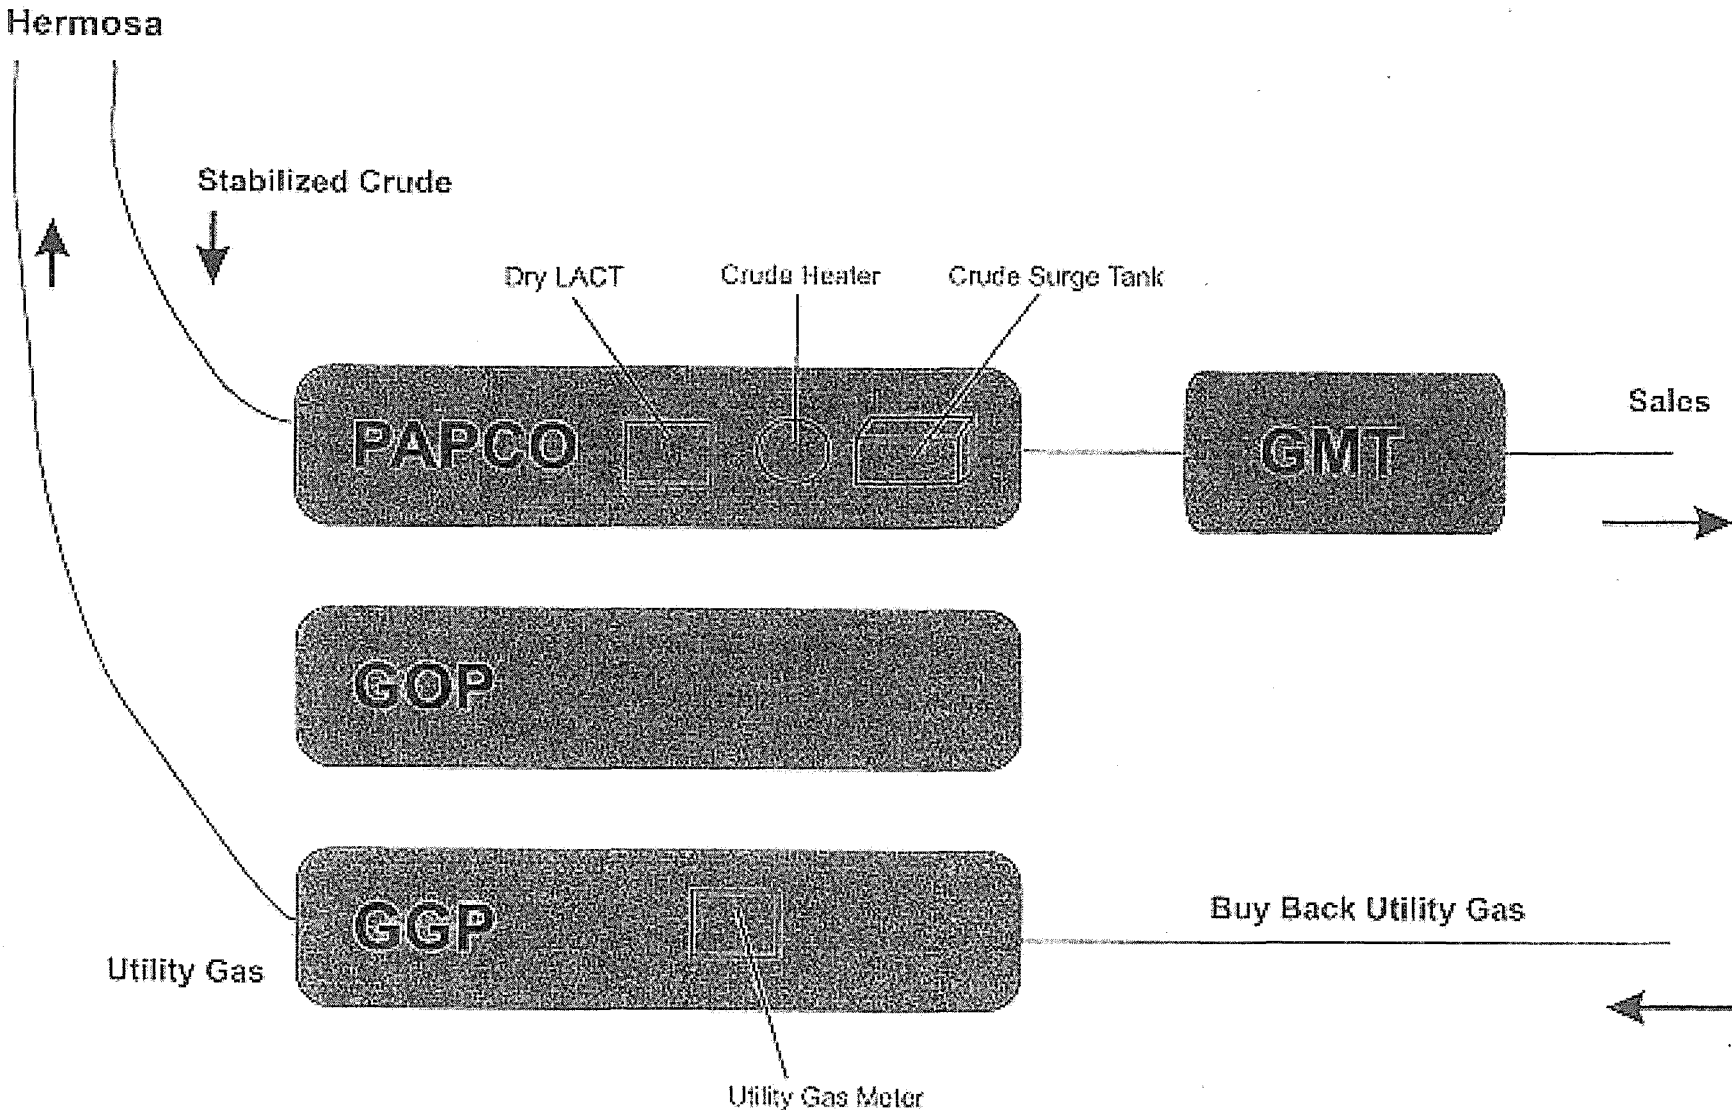 Hermosa
Stabilized Crude
Dry LACT
Crude Heater
Crude Surge Tank
PAPCO
GMT
Sales
GOP
GGP
Buy Back Utility Gas
Utility Gas
Utility Gas Meter